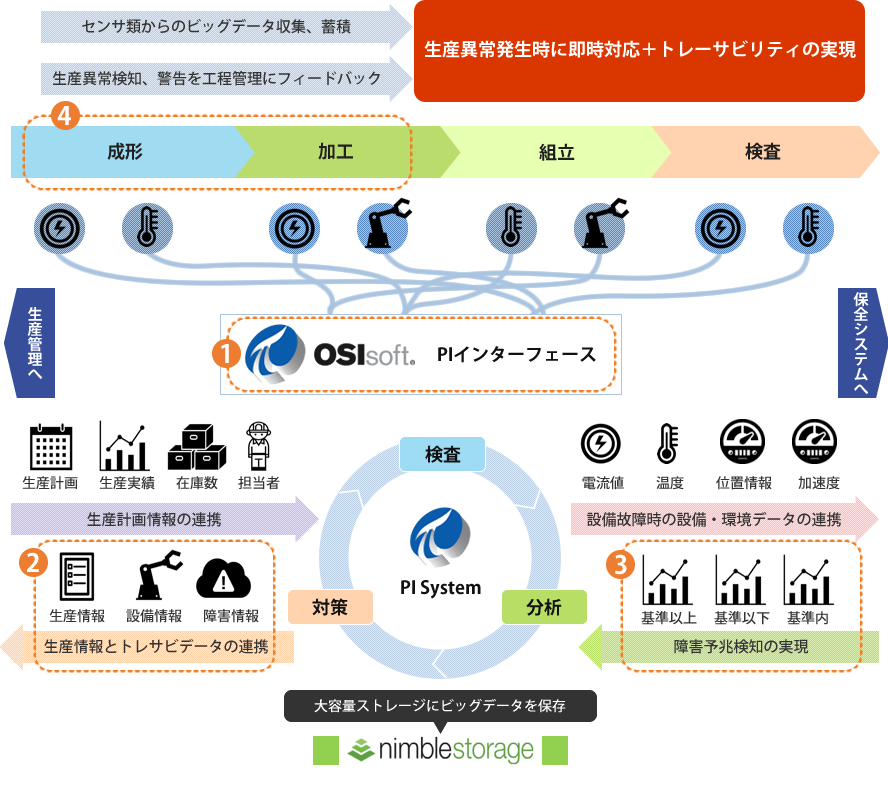 センサ類からのビッグデータ収集、蓄積
生産異常発生時に即時対応＋トレーサビリティの実現
生産異常検知、警告を工程管理にフィードバック
4
成形
加工
組立
検査
生産管理へ
保全システムへ
1
OSIsoft®
PIインターフェース
生産計画
生産実績
在庫数
担当者
検査
電流値
温度
位置情報
加速度
生産計画情報の連携
設備故障時の設備・環境データの連携
PI System
2
生産情報
設備情報
障害情報
対策
分析
3
基準以上
基準以下
基準内
生産情報とトレサビデータの連携
障害予兆検知の実現
大容量ストレージにビッグデータを保存
nimblestorage